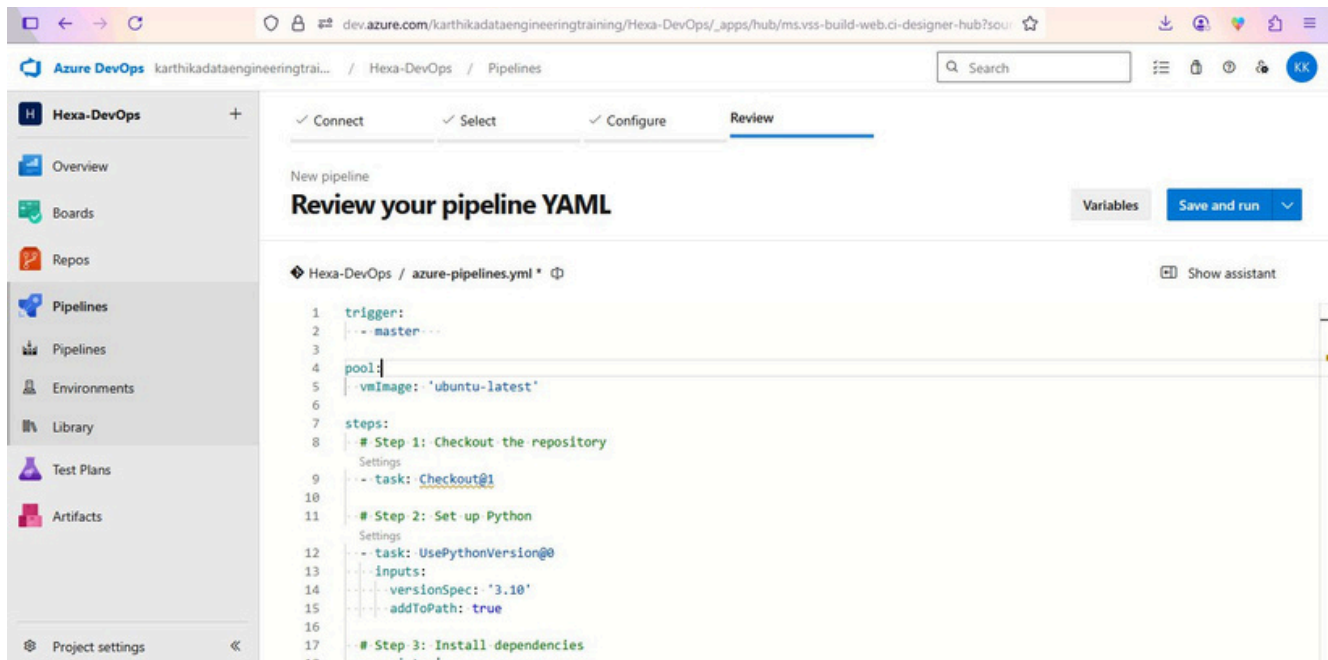 dev.azure.com/karthikadataengineeringtraining/Hexa-DevOps/_apps/hub/ms.vss-build-web.ci-designer-hub?sour
Azure DevOps karthikadataengineeringtrai... / Hexa-DevOps / Pipelines
Search
KK
H Hexa-DevOps +
Overview
Boards
Repos
Pipelines
Pipelines
Environments
Library
Test Plans
Artifacts
Project settings
Connect
Select
Configure
Review
New pipeline
Review your pipeline YAML
Variables
Save and run
Hexa-DevOps / azure-pipelines.yml *
Show assistant
1 trigger:
2 - master
3
4 pool:
5 vmImage: 'ubuntu-latest'
6
7 steps:
8 # Step 1: Checkout the repository
Settings
9 - task: Checkout@1
10
11 # Step 2: Set up Python
Settings
12 - task: UsePythonVersion@0
13 inputs:
14 versionSpec: '3.10'
15 addToPath: true
16
17 # Step 3: Install dependencies